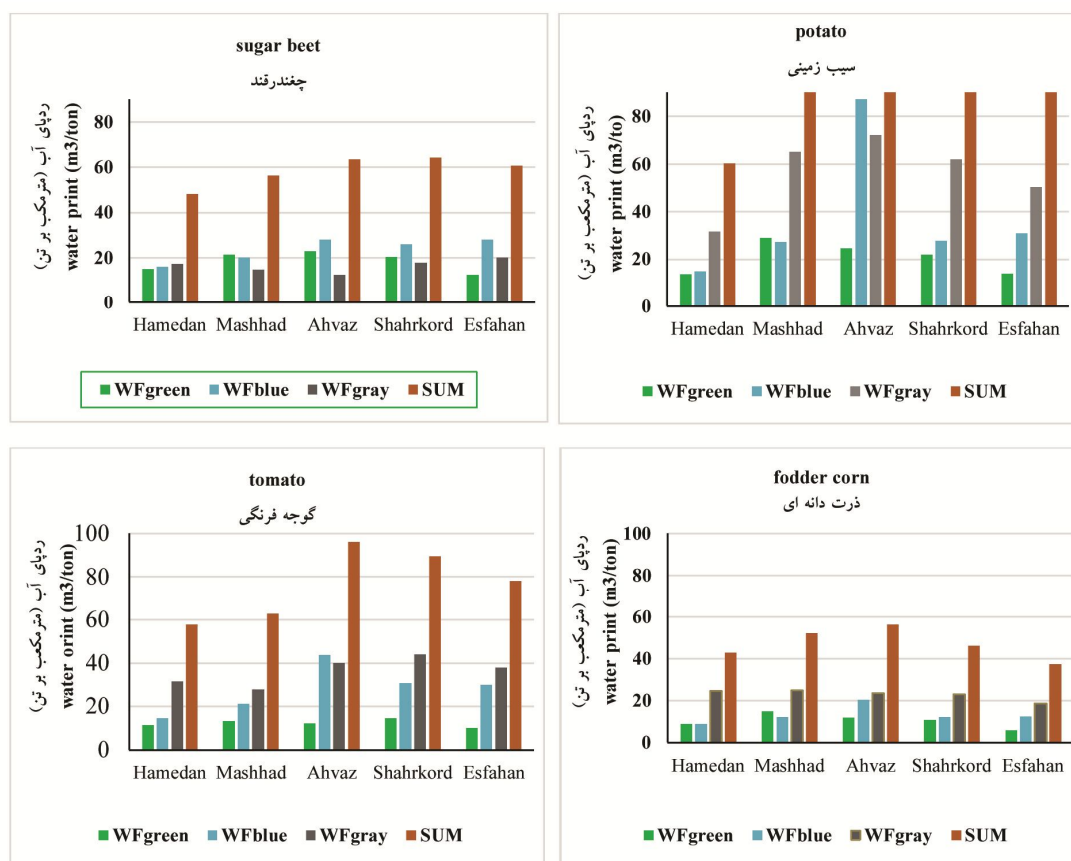 sugar beet
چغندرقند
ردپای آب (مترمکب بر تن)
water print (m3/ton)
80
60
40
20
0
Hamedan Mashhad Ahvaz Shahrkord Esfahan
WFgreen WFblue WFgray SUM
potato
سیب زمینی
ردپای آب (مترمکعب بر تن)
water print (m3/to)
80
60
40
20
0
Hamedan Mashhad Ahvaz Shahrkord Esfahan
WFgreen WFblue WFgray SUM
tomato
گوجه فرنگی
ردپای آب (مترمکعب بر تن)
water orint (m3/ton)
100
80
60
40
20
0
Hamedan Mashhad Ahvaz Shahrkord Esfahan
WFgreen WFblue WFgray SUM
fodder corn
ذرت دانه ای
ردپای آب (مترمکعب بر تن)
water print (m3/ton)
100
80
60
40
20
0
Hamedan Mashhad Ahvaz Shahrkord Esfahan
WFgreen WFblue WFgray SUM